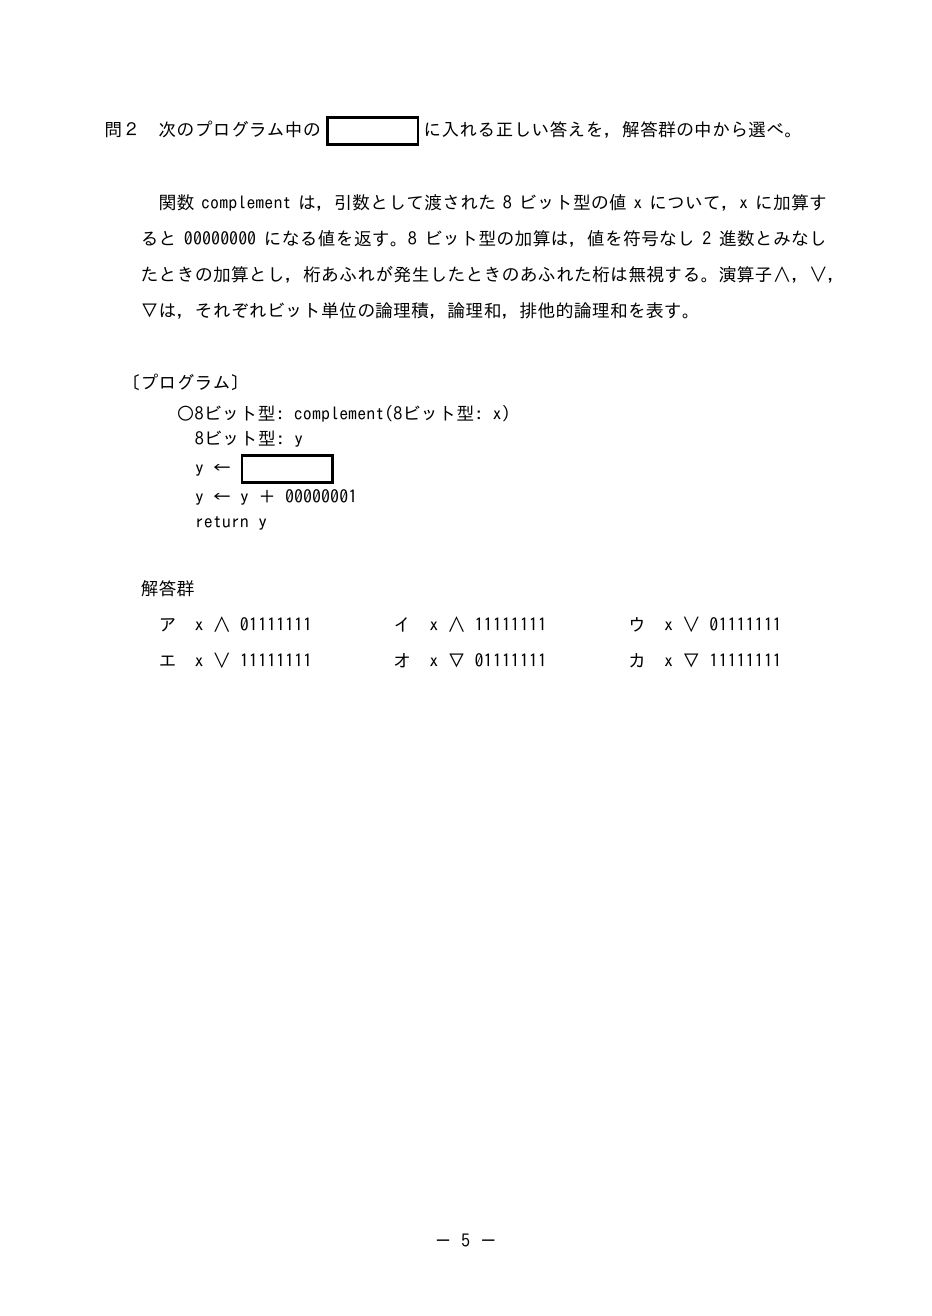 問２　次のプログラム中の　　　　　に入れる正しい答えを，解答群の中から選べ。
関数 complement は，引数として渡された 8 ビット型の値 x について，x に加算す
ると 00000000 になる値を返す。8 ビット型の加算は，値を符号なし 2 進数とみなし
たときの加算とし，桁あふれが発生したときのあふれた桁は無視する。演算子∧，∨，
▽は，それぞれビット単位の論理積，論理和，排他的論理和を表す。
〔プログラム〕
○8ビット型: complement(8ビット型: x)
8ビット型: y
y ←
y ← y ＋ 00000001
return y
解答群
ア　x ∧ 01111111　イ　x ∧ 11111111　ウ　x ∨ 01111111
エ　x ∨ 11111111　オ　x ▽ 01111111　カ　x ▽ 11111111
－ 5 －